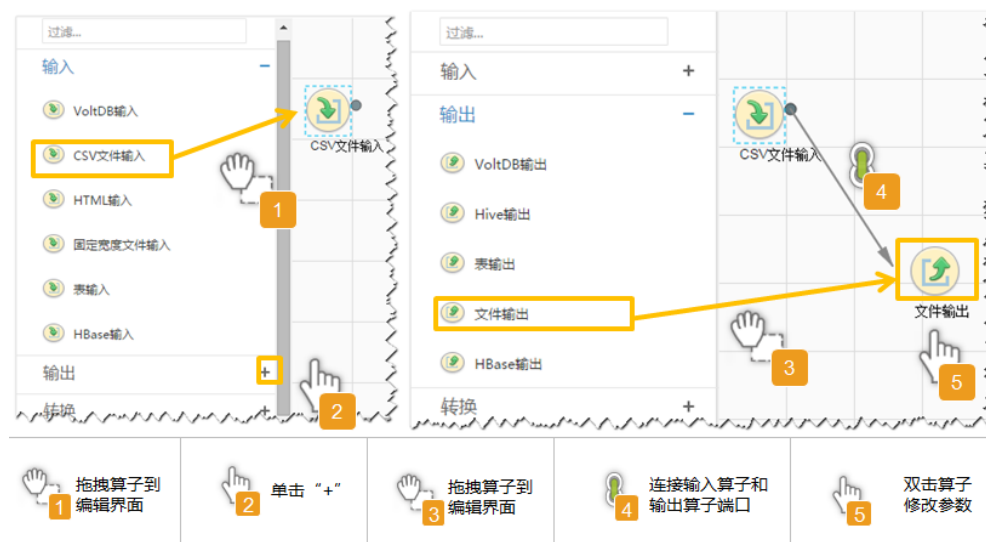 过滤...
输入
VoltDB输入
CSV文件输入
HTML输入
固定宽度文件输入
表输入
HBase输入
输出
转换
CSV文件输入
1
2
过滤...
输入
输出
VoltDB输出
Hive输出
表输出
文件输出
HBase输出
转换
CSV文件输入
4
文件输出
3
5
1
拖拽算子到
编辑界面
2
单击“+”
3
拖拽算子到
编辑界面
4
连接输入算子和
输出算子端口
5
双击算子
修改参数